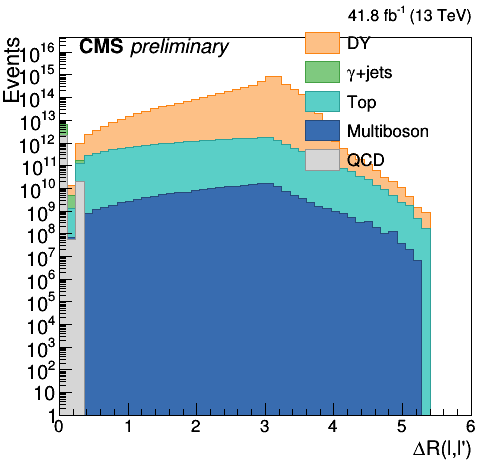 41.8 fb⁻¹ (13 TeV)
CMS preliminary
Events
DY
γ+jets
Top
Multiboson
QCD
10¹⁶
10¹⁵
10¹⁴
10¹³
10¹²
10¹¹
10¹⁰
10⁹
10⁸
10⁷
10⁶
10⁵
10⁴
10³
10²
10
1
0 1 2 3 4 5 6
ΔR(l,l')